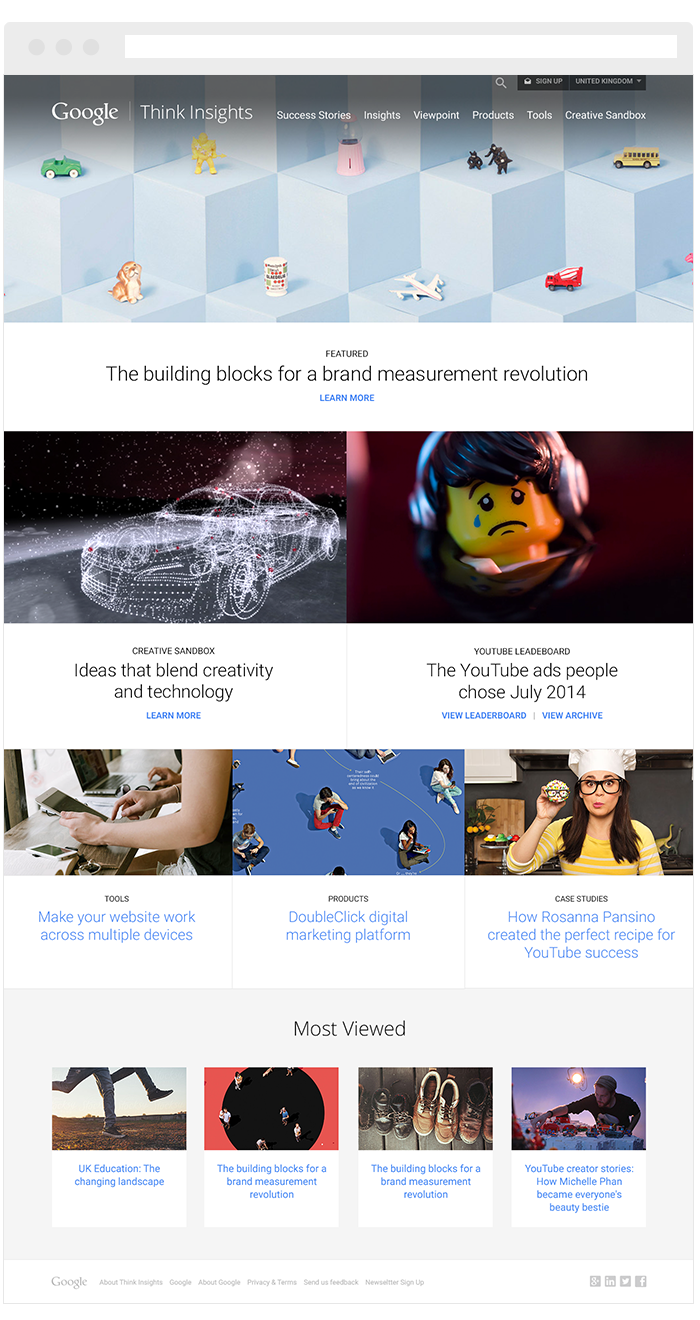 SIGN UP
UNITED KINGDOM
Google
Think Insights
Success Stories
Insights
Viewpoint
Products
Tools
Creative Sandbox
FEATURED
The building blocks for a brand measurement revolution
LEARN MORE
CREATIVE SANDBOX
Ideas that blend creativity
and technology
LEARN MORE
YOUTUBE LEADEBOARD
The YouTube ads people
chose July 2014
VIEW LEADERBOARD | VIEW ARCHIVE
TOOLS
Make your website work
across multiple devices
PRODUCTS
DoubleClick digital
marketing platform
CASE STUDIES
How Rosanna Pansino
created the perfect recipe for
YouTube success
Most Viewed
UK Education: The
changing landscape
The building blocks for a
brand measurement
revolution
The building blocks for a
brand measurement
revolution
YouTube creator stories:
How Michelle Phan
became everyone's
beauty bestie
Google
About Think Insights
Google
About Google
Privacy & Terms
Send us feedback
Newseltter Sign Up